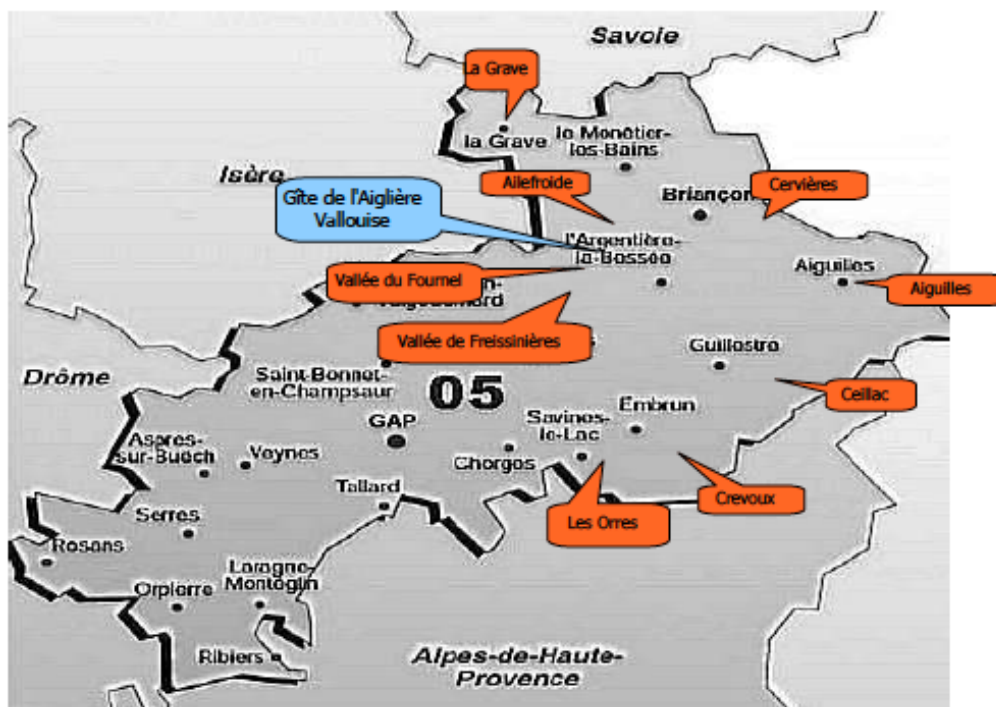 Savoie
La Grave
la Grave
le Monêtier-
les-Bains
Isère
Ailefroide
Briançon
Cervières
Gîte de l'Aiglière
Vallouise
l'Argentière-
la-Bessée
Aiguilles
Aiguilles
Vallée du Fournel
Vallée de Freissinières
Guillestre
Drôme
Saint-Bonnet-
en-Champsaur
05
Ceillac
GAP
Savines-
le-Lac
Embrun
Aspres-
sur-Buëch
Veynes
Chorges
Tallard
Crevoux
Les Orres
Serres
Rosans
Laragne-
Montéglin
Orpierre
Ribiers
Alpes-de-Haute-
Provence